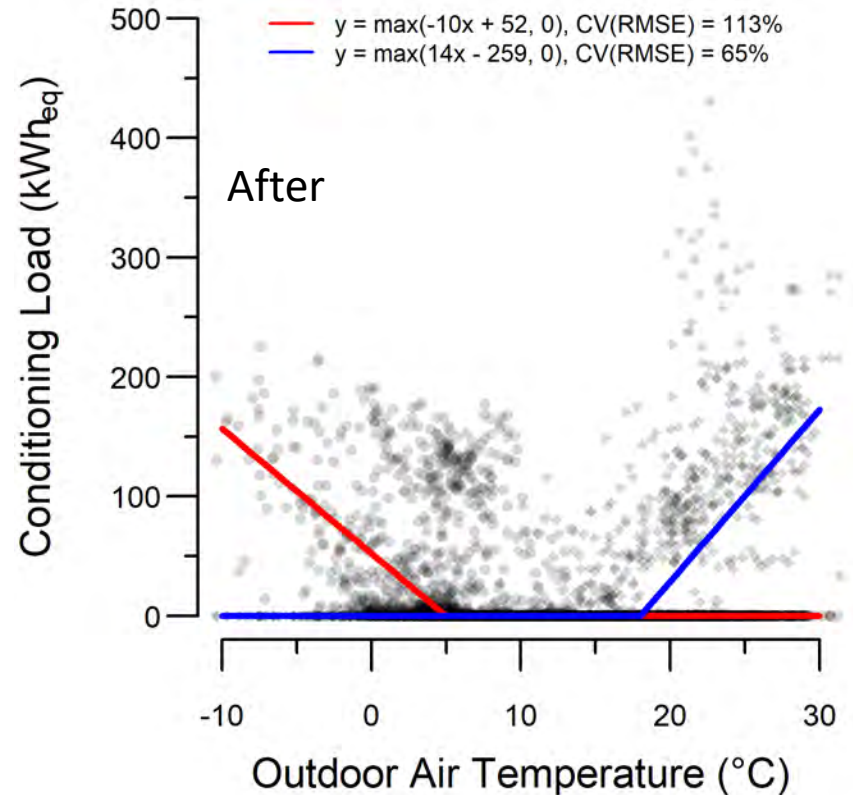 y = max(-10x + 52, 0), CV(RMSE) = 113%
y = max(14x - 259, 0), CV(RMSE) = 65%
After
Conditioning Load (kWh_eq)
500
400
300
200
100
0
-10 0 10 20 30
Outdoor Air Temperature (°C)